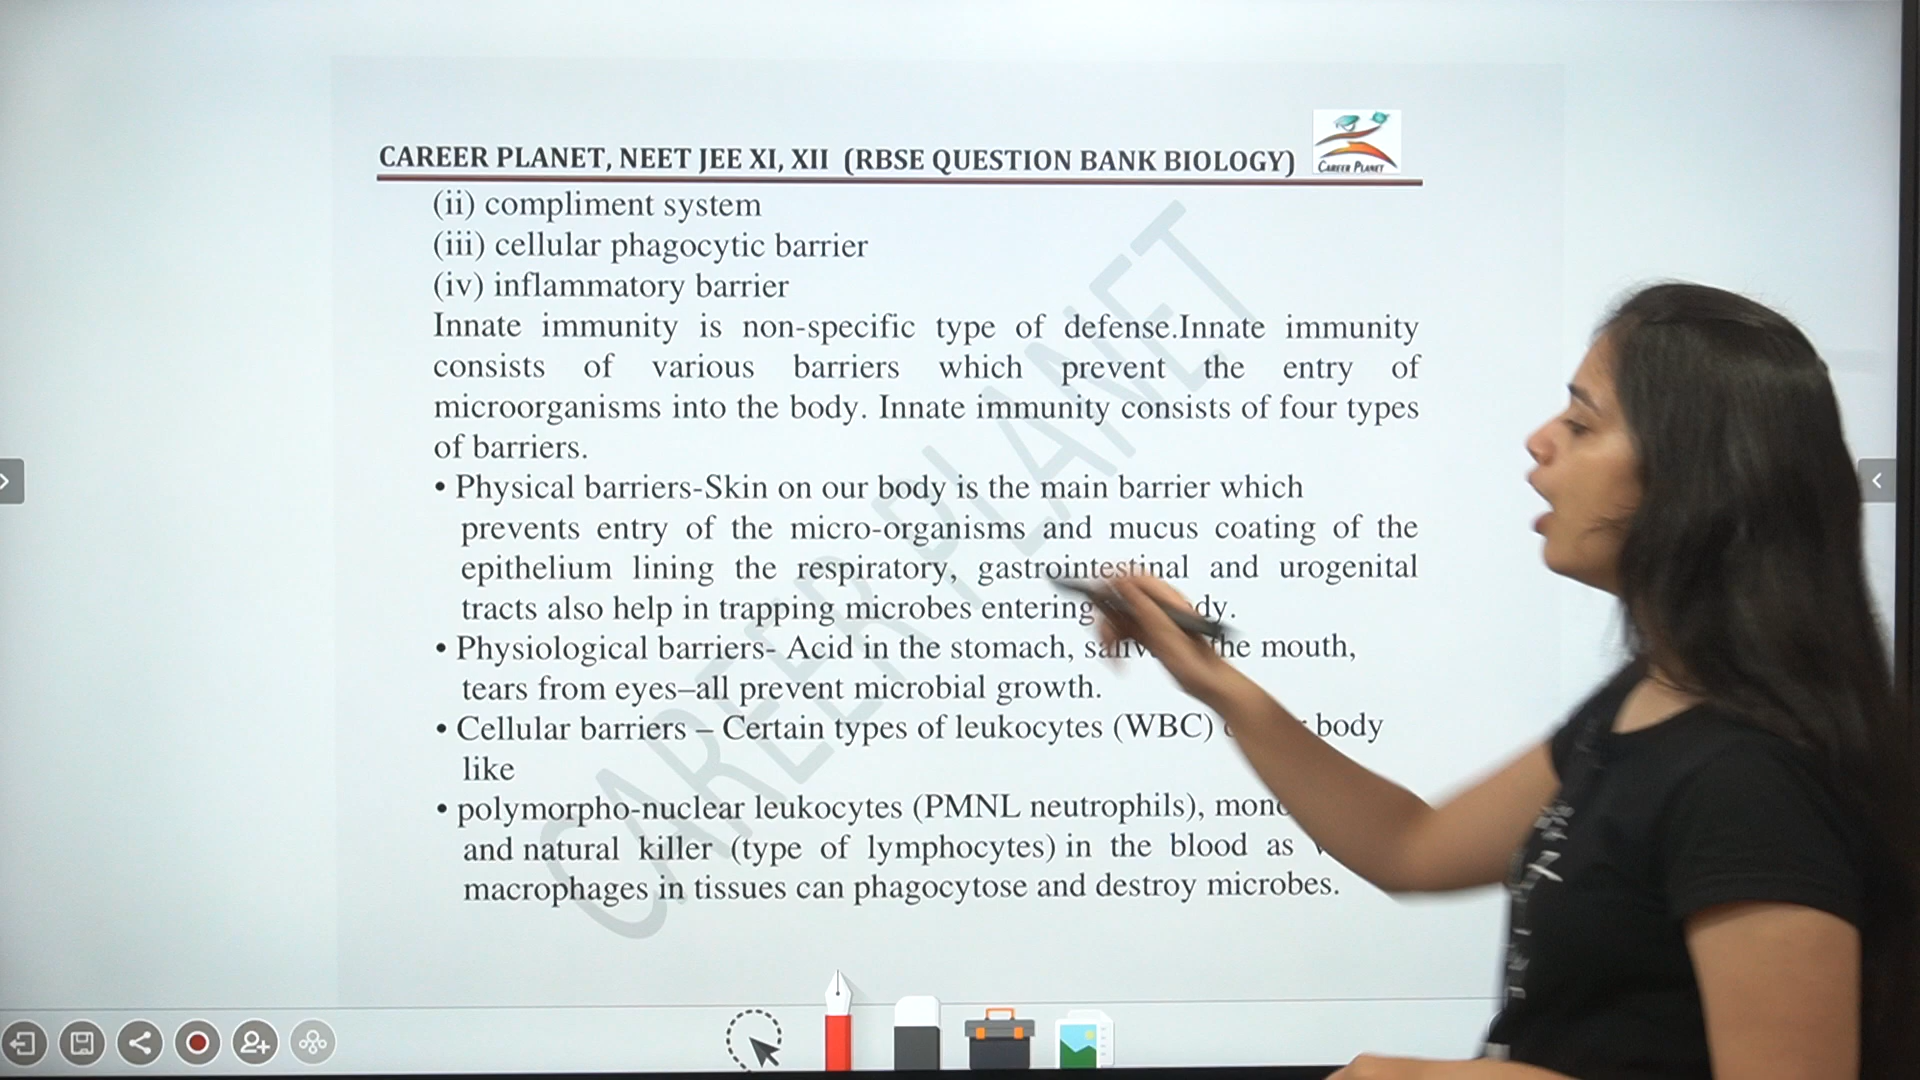 CAREER PLANET, NEET JEE XI, XII (RBSE QUESTION BANK BIOLOGY)
CAREER PLANET
(ii) compliment system
(iii) cellular phagocytic barrier
(iv) inflammatory barrier
Innate immunity is non-specific type of defense.Innate immunity
consists of various barriers which prevent the entry of
microorganisms into the body. Innate immunity consists of four types
of barriers.
• Physical barriers-Skin on our body is the main barrier which
prevents entry of the micro-organisms and mucus coating of the
epithelium lining the respiratory, gastrointestinal and urogenital
tracts also help in trapping microbes entering
• Physiological barriers- Acid in the stomach, the mouth,
tears from eyes–all prevent microbial growth.
• Cellular barriers – Certain types of leukocytes (WBC) body
like
• polymorpho-nuclear leukocytes (PMNL neutrophils),
and natural killer (type of lymphocytes) in the blood as
macrophages in tissues can phagocytose and destroy microbes.
CAREER PLANET